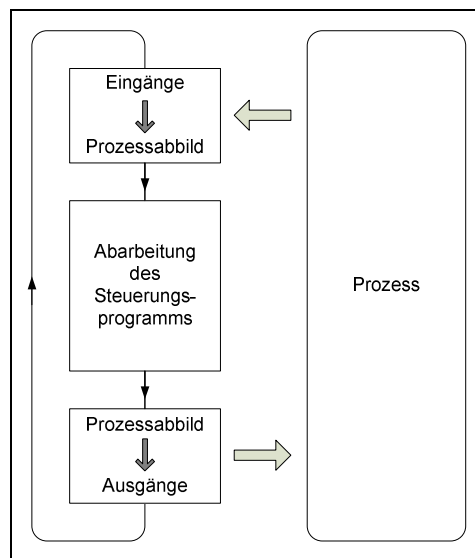 Eingänge
Prozessabbild
Abarbeitung
des
Steuerungs-
programms
Prozessabbild
Ausgänge
Prozess